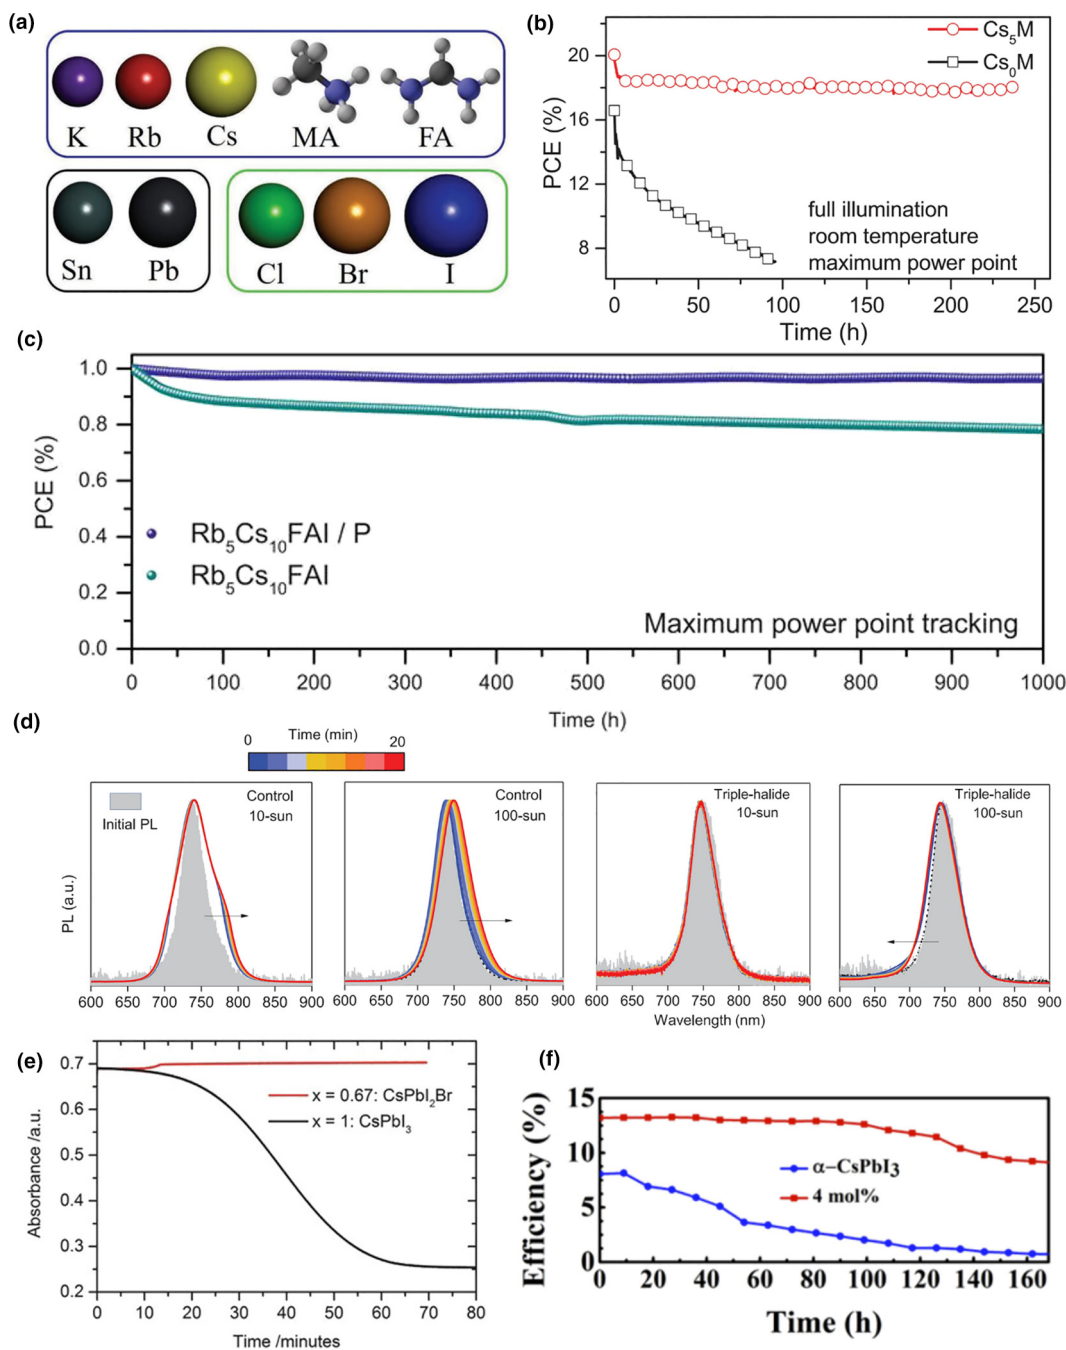 (a)
K Rb Cs MA FA
Sn Pb
Cl Br I
(b)
Cs5M
Cs0M
20
16
12
8
PCE (%)
full illumination
room temperature
maximum power point
0 50 100 150 200 250
Time (h)
(c)
1.0
0.8
0.6
0.4
0.2
0.0
PCE (%)
Rb5Cs10FAI / P
Rb5Cs10FAI
Maximum power point tracking
0 100 200 300 400 500 600 700 800 900 1000
Time (h)
(d)
Time (min)
0 20
PL (a.u.)
Initial PL
Control
10-sun
600 650 700 750 800 850 900
Control
100-sun
600 650 700 750 800 850 900
Triple-halide
10-sun
600 650 700 750 800 850 900
Triple-halide
100-sun
600 650 700 750 800 850 900
Wavelength (nm)
(e)
0.7
0.6
0.5
0.4
0.3
0.2
Absorbance /a.u.
x = 0.67: CsPbI2Br
x = 1: CsPbI3
0 10 20 30 40 50 60 70 80
Time /minutes
(f)
15
10
5
0
Efficiency (%)
α−CsPbI3
4 mol%
0 20 40 60 80 100 120 140 160
Time (h)